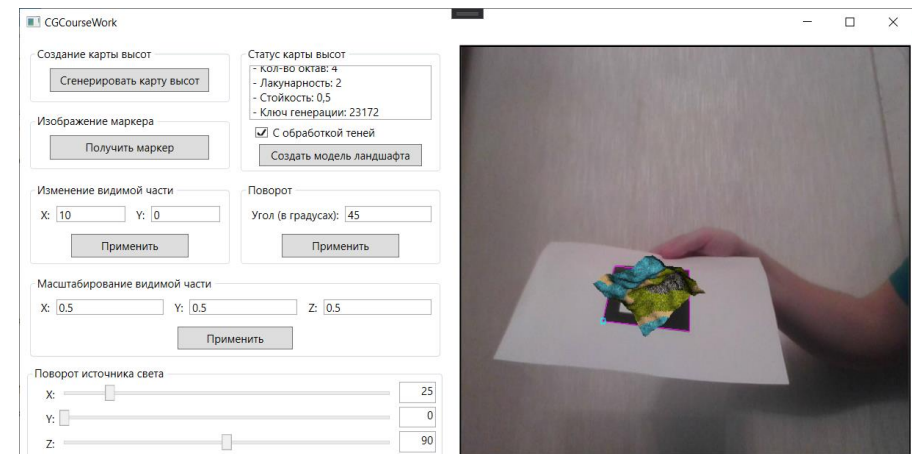 CGCourseWork
Создание карты высот
Сгенерировать карту высот
Статус карты высот
- Кол-во октав: 4
- Лакунарность: 2
- Стойкость: 0,5
- Ключ генерации: 23172
С обработкой теней
Создать модель ландшафта
Изображение маркера
Получить маркер
Изменение видимой части
X: 10 Y: 0
Применить
Поворот
Угол (в градусах): 45
Применить
Масштабирование видимой части
X: 0.5 Y: 0.5 Z: 0.5
Применить
Поворот источника света
X: 25
Y: 0
Z: 90